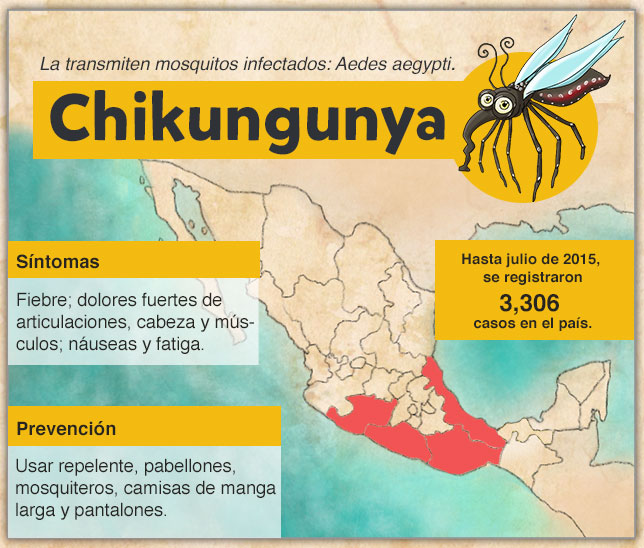 La transmiten mosquitos infectados: Aedes aegypti.
Chikungunya
Síntomas
Fiebre; dolores fuertes de
articulaciones, cabeza y mús-
culos; náuseas y fatiga.
Hasta julio de 2015,
se registraron
3,306
casos en el país.
Prevención
Usar repelente, pabellones,
mosquiteros, camisas de manga
larga y pantalones.